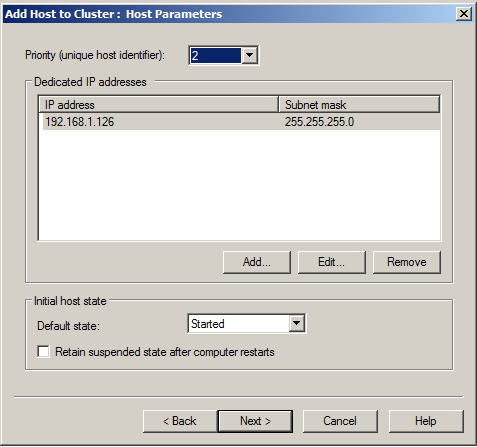 Add Host to Cluster :  Host Parameters
Priority (unique host identifier): 2
Dedicated IP addresses
IP address Subnet mask
192.168.1.126 255.255.255.0
Add... Edit... Remove
Initial host state
Default state: Started
Retain suspended state after computer restarts
< Back Next > Cancel Help